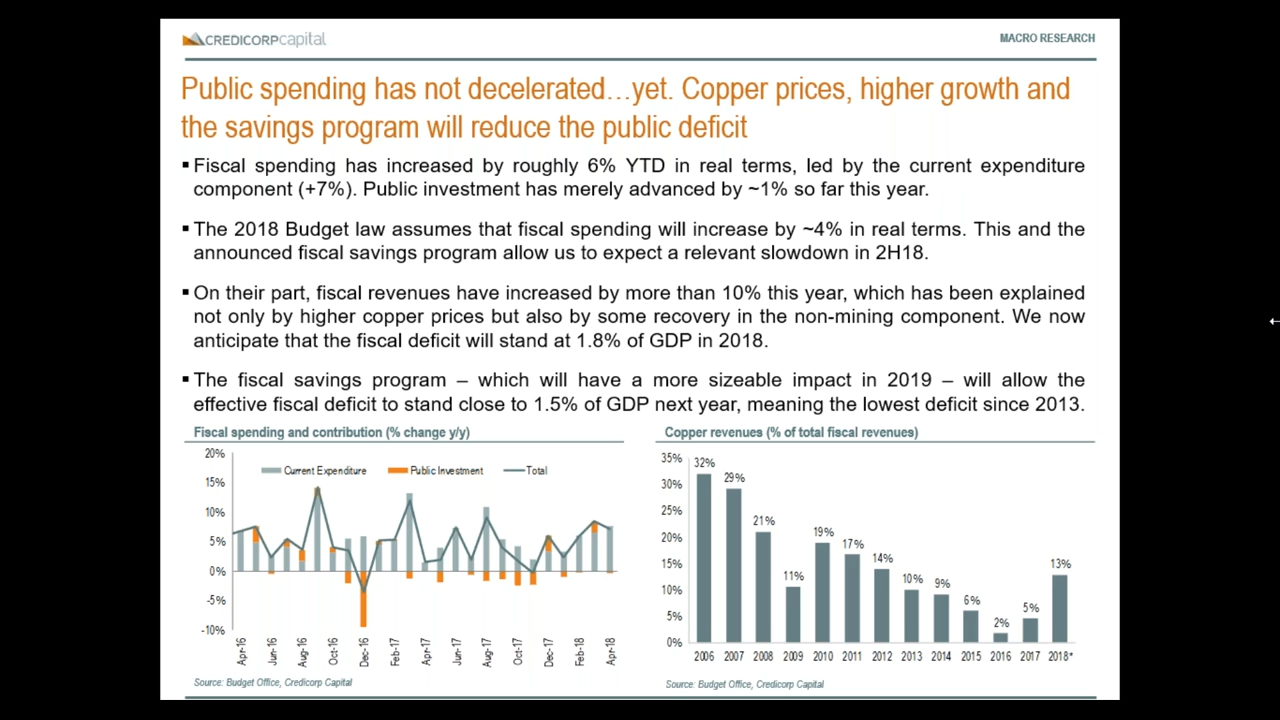 CREDICORPcapital
MACRO RESEARCH
Public spending has not decelerated…yet. Copper prices, higher growth and
the savings program will reduce the public deficit
▪ Fiscal spending has increased by roughly 6% YTD in real terms, led by the current expenditure
component (+7%). Public investment has merely advanced by ~1% so far this year.
▪ The 2018 Budget law assumes that fiscal spending will increase by ~4% in real terms. This and the
announced fiscal savings program allow us to expect a relevant slowdown in 2H18.
▪ On their part, fiscal revenues have increased by more than 10% this year, which has been explained
not only by higher copper prices but also by some recovery in the non-mining component. We now
anticipate that the fiscal deficit will stand at 1.8% of GDP in 2018.
▪ The fiscal savings program – which will have a more sizeable impact in 2019 – will allow the
effective fiscal deficit to stand close to 1.5% of GDP next year, meaning the lowest deficit since 2013.
Fiscal spending and contribution (% change y/y)
20%
15%
10%
5%
0%
-5%
-10%
Current Expenditure Public Investment Total
Apr-16 Jun-16 Aug-16 Oct-16 Dec-16 Feb-17 Apr-17 Jun-17 Aug-17 Oct-17 Dec-17 Feb-18 Apr-18
Source: Budget Office, Credicorp Capital
Copper revenues (% of total fiscal revenues)
35%
30%
25%
20%
15%
10%
5%
0%
32% 29% 21% 11% 19% 17% 14% 10% 9% 6% 2% 5% 13%
2006 2007 2008 2009 2010 2011 2012 2013 2014 2015 2016 2017 2018*
Source: Budget Office, Credicorp Capital